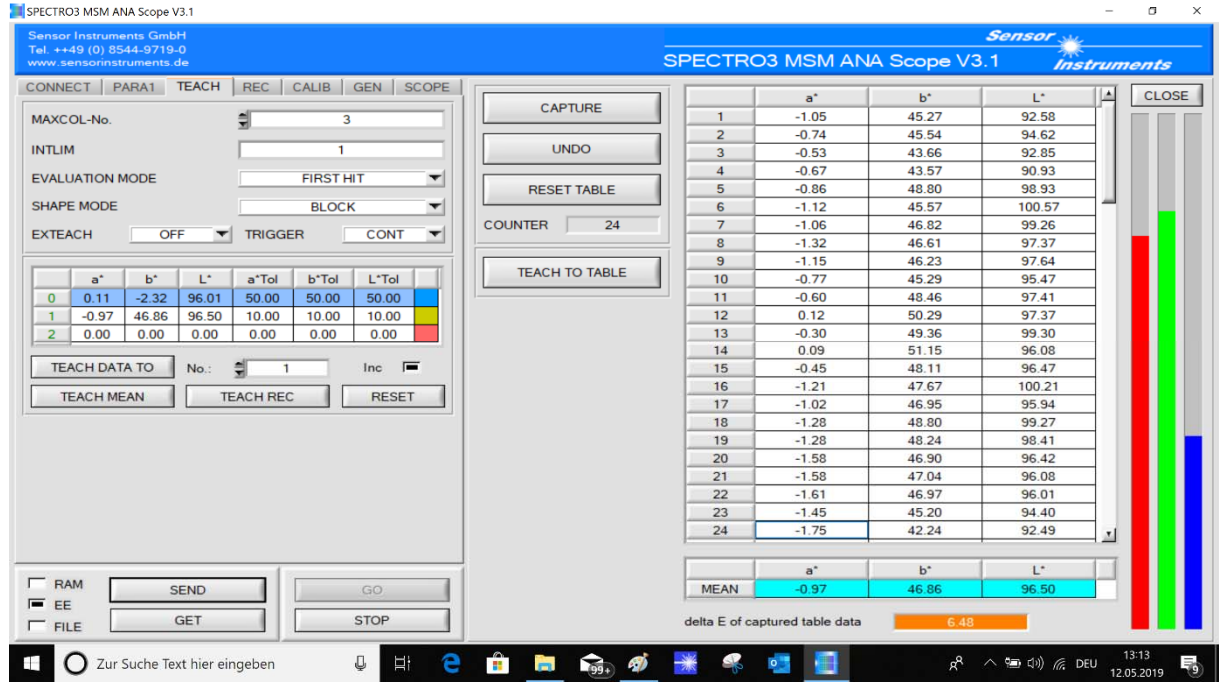 SPECTRO3 MSM ANA Scope V3.1
Sensor Instruments GmbH
Tel. ++49 (0) 8544-9719-0
www.sensorinstruments.de
Sensor
SPECTRO3 MSM ANA Scope V3.1
Instruments
CONNECT PARA1 TEACH REC CALIB GEN SCOPE
MAXCOL-No. 3
INTLIM 1
EVALUATION MODE FIRST HIT
SHAPE MODE BLOCK
EXTEACH OFF TRIGGER CONT
a* b* L* a*Tol b*Tol L*Tol
0 0.11 -2.32 96.01 50.00 50.00 50.00
1 -0.97 46.86 96.50 10.00 10.00 10.00
2 0.00 0.00 0.00 0.00 0.00 0.00
TEACH DATA TO No.: 1 Inc
TEACH MEAN TEACH REC RESET
RAM
EE
FILE
SEND
GET
GO
STOP
CAPTURE
UNDO
RESET TABLE
COUNTER 24
TEACH TO TABLE
CLOSE
a* b* L*
1 -1.05 45.27 92.58
2 -0.74 45.54 94.62
3 -0.53 43.66 92.85
4 -0.67 43.57 90.93
5 -0.86 48.80 98.93
6 -1.12 45.57 100.57
7 -1.06 46.82 99.26
8 -1.32 46.61 97.37
9 -1.15 46.23 97.64
10 -0.77 45.29 95.47
11 -0.60 48.46 97.41
12 0.12 50.29 97.37
13 -0.30 49.36 99.30
14 0.09 51.15 96.08
15 -0.45 48.11 96.47
16 -1.21 47.67 100.21
17 -1.02 46.95 95.94
18 -1.28 48.80 99.27
19 -1.28 48.24 98.41
20 -1.58 46.90 96.42
21 -1.58 47.04 96.08
22 -1.61 46.97 96.01
23 -1.45 45.20 94.40
24 -1.75 42.24 92.49
a* b* L*
MEAN -0.97 46.86 96.50
delta E of captured table data 6.48
Zur Suche Text hier eingeben
99+
DEU
13:13
12.05.2019
9